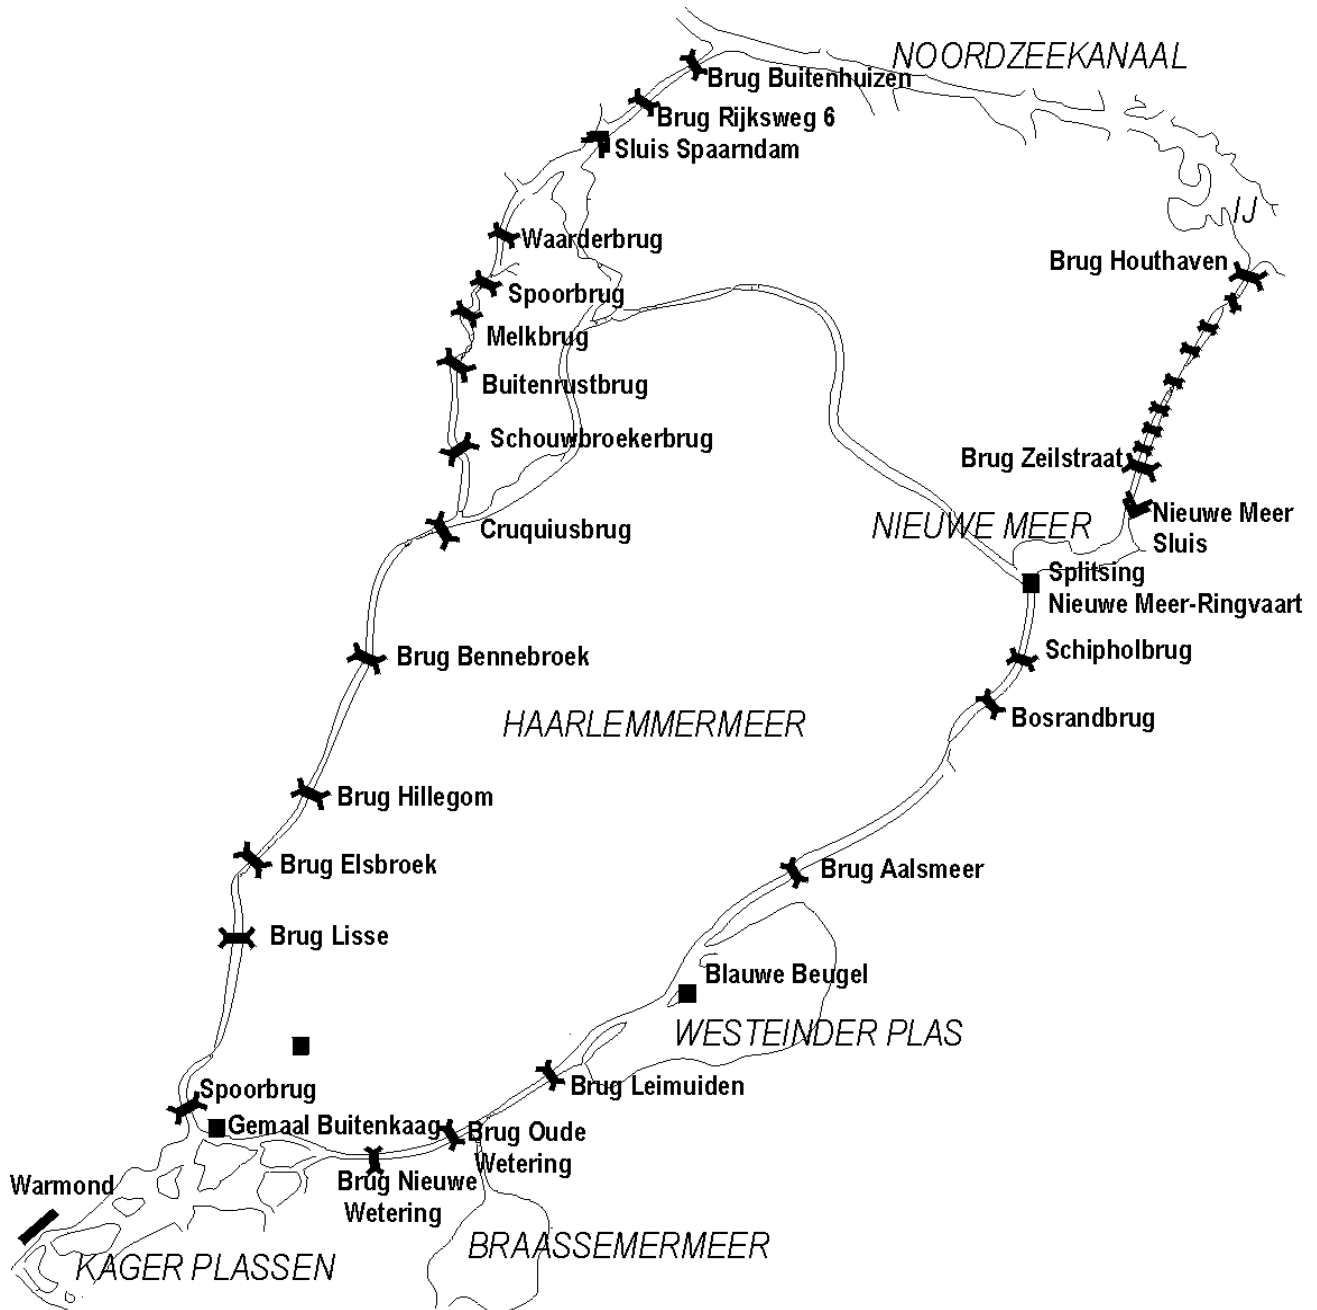 NOORDZEEKANAAL
Brug Buitenhuizen
Brug Rijksweg 6
Sluis Spaarndam
IJ
Waarderbrug
Brug Houthaven
Spoorbrug
Melkbrug
Buitenrustbrug
Schouwbroekerbrug
Brug Zeilstraat
Cruquiusbrug
NIEUWE MEER
Nieuwe Meer
Sluis
Splitsing
Nieuwe Meer-Ringvaart
Schipholbrug
Brug Bennebroek
Bosrandbrug
HAARLEMMERMEER
Brug Hillegom
Brug Elsbroek
Brug Aalsmeer
Brug Lisse
Blauwe Beugel
WESTEINDER PLAS
Spoorbrug
Brug Leimuiden
Gemaal Buitenkaag
Brug Oude
Wetering
Warmond
Brug Nieuwe
Wetering
BRAASSEMERMEER
KAGER PLASSEN